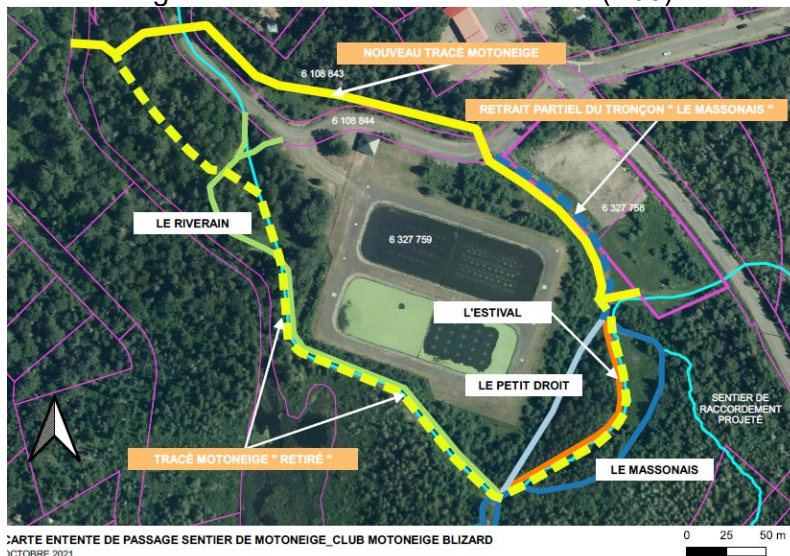 NOUVEAU TRACÉ MOTONEIGE
6 108 843
RETRAIT PARTIEL DU TRONÇON " LE MASSONAIS "
6 108 844
6 327 758
LE RIVERAIN
6 327 759
L'ESTIVAL
LE PETIT DROIT
SENTIER DE
RACCORDEMENT
PROJETÉ
TRACÉ MOTONEIGE " RETIRÉ "
LE MASSONAIS
CARTE ENTENTE DE PASSAGE SENTIER DE MOTONEIGE_CLUB MOTONEIGE BLIZARD
OCTOBRE 2021
0 25 50 m